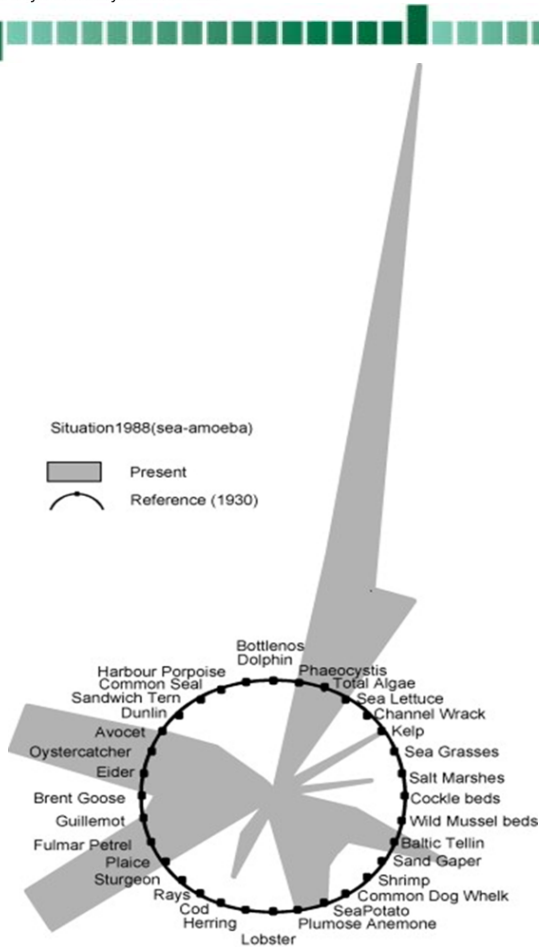 Situation1988(sea-amoeba)
Present
Reference (1930)
Bottlenos
Dolphin
Phaeocystis
Total Algae
Sea Lettuce
Channel Wrack
Kelp
Sea Grasses
Salt Marshes
Cockle beds
Wild Mussel beds
Baltic Tellin
Sand Gaper
Shrimp
Common Dog Whelk
SeaPotato
Plumose Anemone
Lobster
Herring
Cod
Rays
Sturgeon
Plaice
Fulmar Petrel
Guillemot
Brent Goose
Eider
Oystercatcher
Avocet
Dunlin
Sandwich Tern
Common Seal
Harbour Porpoise